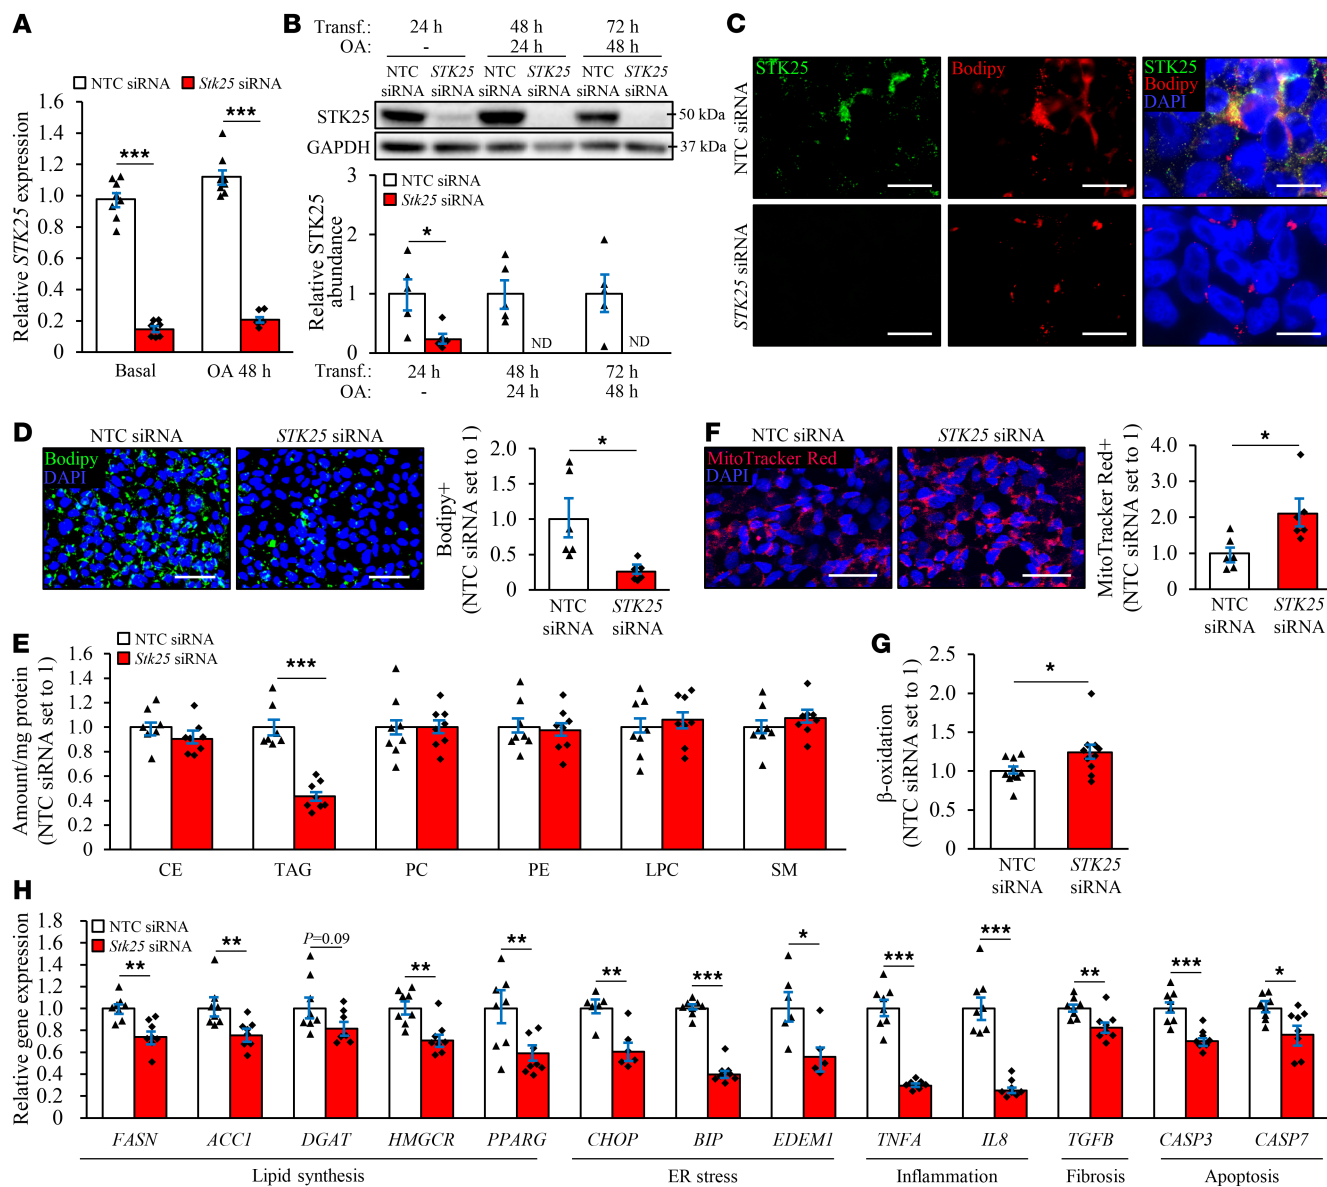 A
NTC siRNA
Stk25 siRNA
Relative STK25 expression
1.6
1.4
1.2
1.0
0.8
0.6
0.4
0.2
0
***
***
Basal
OA 48 h
B
Transf.: 24 h 48 h 72 h
OA: - 24 h 48 h
NTC siRNA STK25 siRNA NTC siRNA STK25 siRNA NTC siRNA STK25 siRNA
STK25
50 kDa
GAPDH
37 kDa
NTC siRNA
Stk25 siRNA
Relative STK25 abundance
3
2
1
0
*
ND
ND
Transf.: 24 h 48 h 72 h
OA: - 24 h 48 h
C
NTC siRNA
STK25 siRNA
STK25
Bodipy
STK25
Bodipy
DAPI
D
NTC siRNA
STK25 siRNA
Bodipy
DAPI
Bodipy+
(NTC siRNA set to 1)
2.0
1.5
1.0
0.5
0
*
NTC siRNA
STK25 siRNA
F
NTC siRNA
STK25 siRNA
MitoTracker Red
DAPI
MitoTracker Red+
(NTC siRNA set to 1)
4.0
3.0
2.0
1.0
0
*
NTC siRNA
STK25 siRNA
E
NTC siRNA
Stk25 siRNA
Amount/mg protein
(NTC siRNA set to 1)
1.6
1.4
1.2
1.0
0.8
0.6
0.4
0.2
0
***
CE TAG PC PE LPC SM
G
β-oxidation
(NTC siRNA set to 1)
2.5
2.0
1.5
1.0
0.5
0
*
NTC siRNA
STK25 siRNA
H
NTC siRNA
Stk25 siRNA
Relative gene expression
1.8
1.6
1.4
1.2
1.0
0.8
0.6
0.4
0.2
0
** ** P=0.09 ** ** ** *** * *** *** ** *** *
FASN ACC1 DGAT HMGCR PPARG CHOP BIP EDEM1 TNFA IL8 TGFB CASP3 CASP7
Lipid synthesis ER stress Inflammation Fibrosis Apoptosis